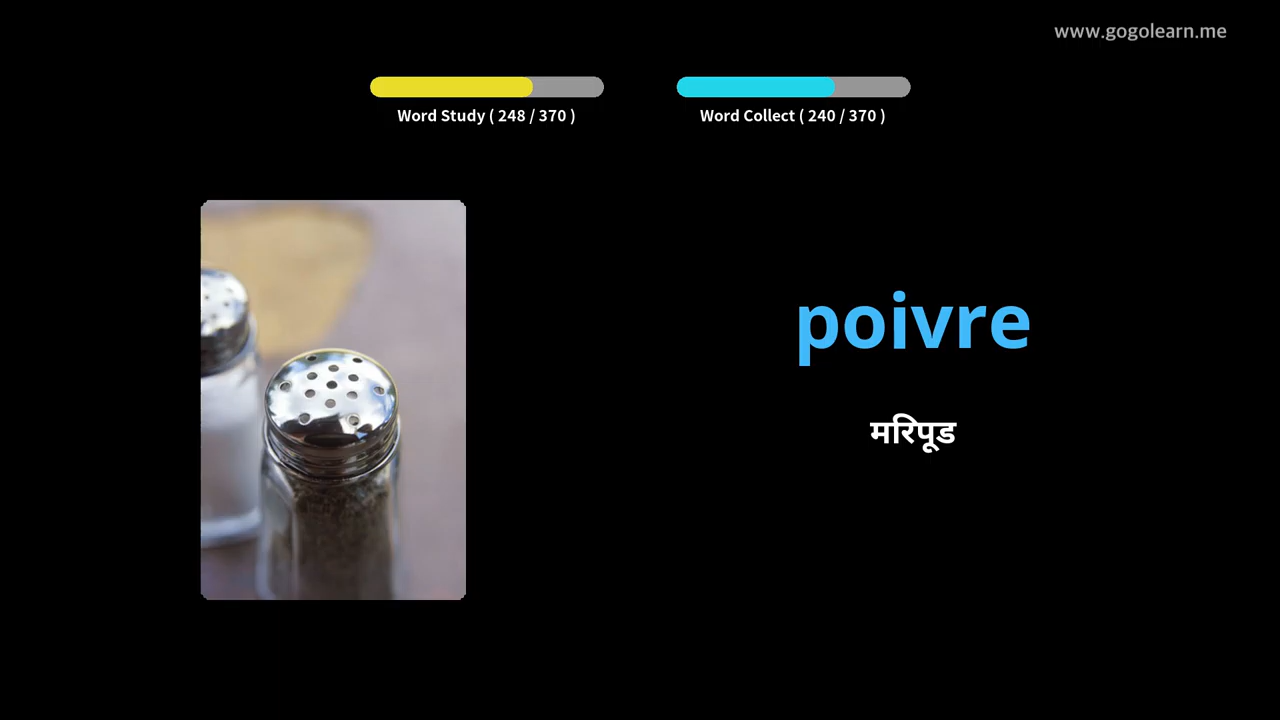 www.gogolearn.me
Word Study ( 248 / 370 )
Word Collect ( 240 / 370 )
poivre
मरिपूड